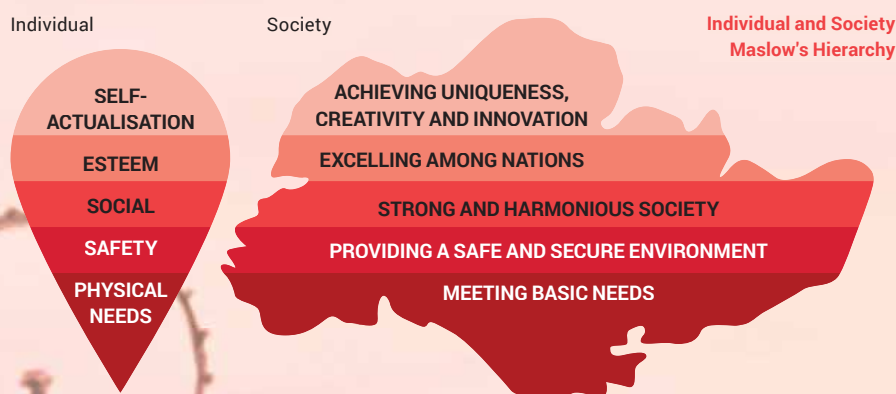 Individual
Society
Individual and Society
Maslow's Hierarchy
SELF-
ACTUALISATION
ESTEEM
SOCIAL
SAFETY
PHYSICAL
NEEDS
ACHIEVING UNIQUENESS,
CREATIVITY AND INNOVATION
EXCELLING AMONG NATIONS
STRONG AND HARMONIOUS SOCIETY
PROVIDING A SAFE AND SECURE ENVIRONMENT
MEETING BASIC NEEDS